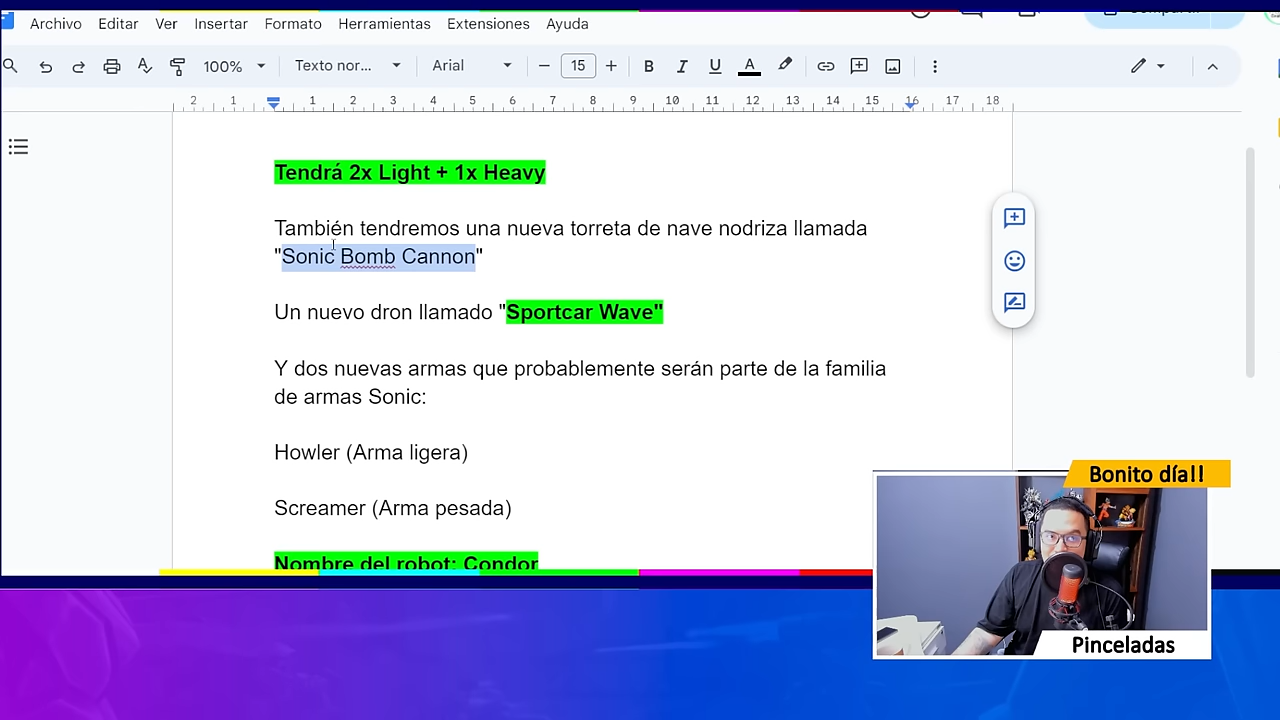 Archivo Editar Ver Insertar Formato Herramientas Extensiones Ayuda
100% Texto nor... Arial 15 B I U A
2 1 1 2 3 4 5 6 7 8 9 10 11 12 13 14 15 16 17 18
Tendrá 2x Light + 1x Heavy
También tendremos una nueva torreta de nave nodriza llamada
"Sonic Bomb Cannon"
Un nuevo dron llamado "Sportcar Wave"
Y dos nuevas armas que probablemente serán parte de la familia
de armas Sonic:
Howler (Arma ligera)
Screamer (Arma pesada)
Nombre del robot: Condor
Bonito día!!
Pinceladas